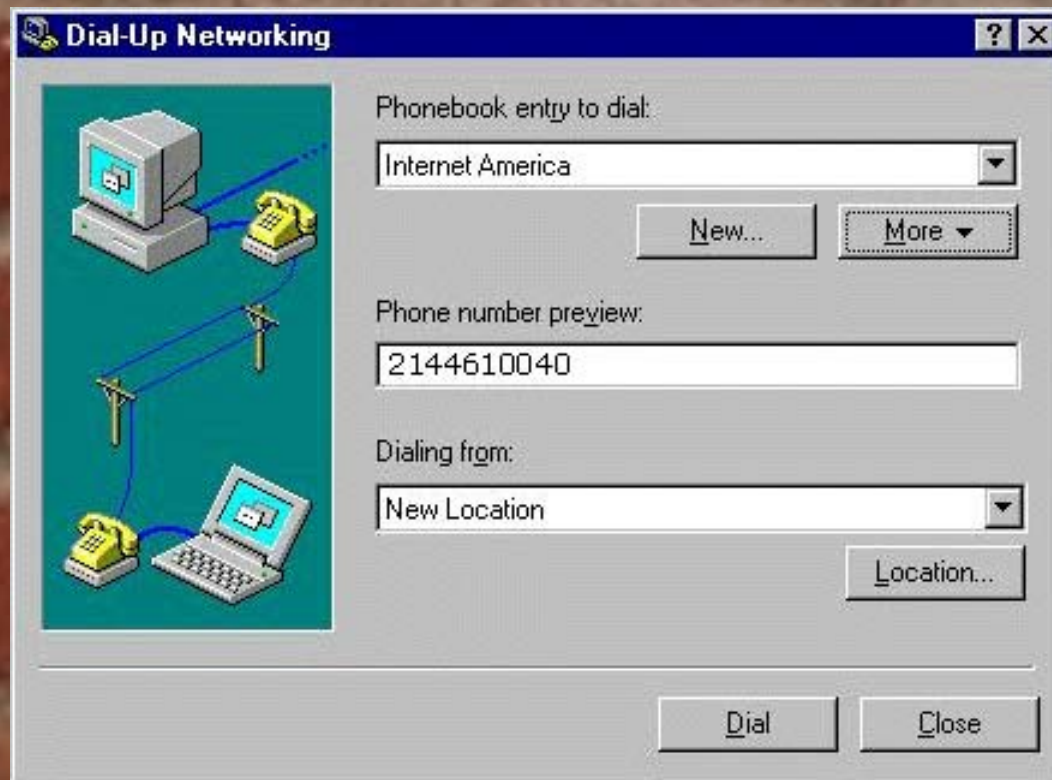 Dial-Up Networking
Phonebook entry to dial:
Internet America
New... More
Phone number preview:
2144610040
Dialing from:
New Location
Location...
Dial Close